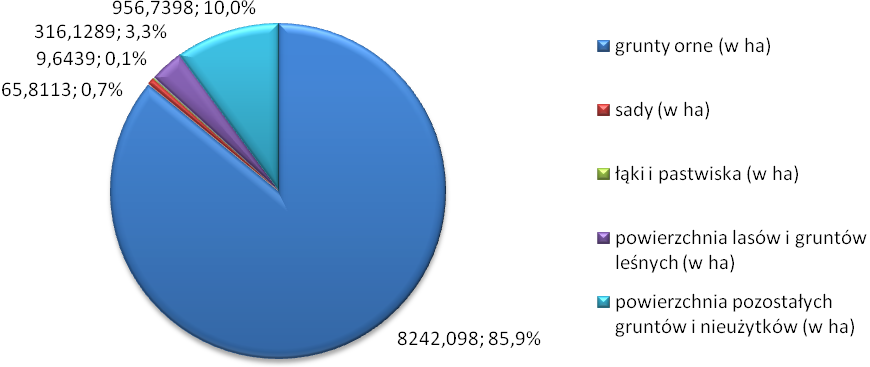 956,7398; 10,0%
316,1289; 3,3%
9,6439; 0,1%
65,8113; 0,7%
8242,098; 85,9%
grunty orne (w ha)
sady (w ha)
łąki i pastwiska (w ha)
powierzchnia lasów i gruntów
leśnych (w ha)
powierzchnia pozostałych
gruntów i nieużytków (w ha)